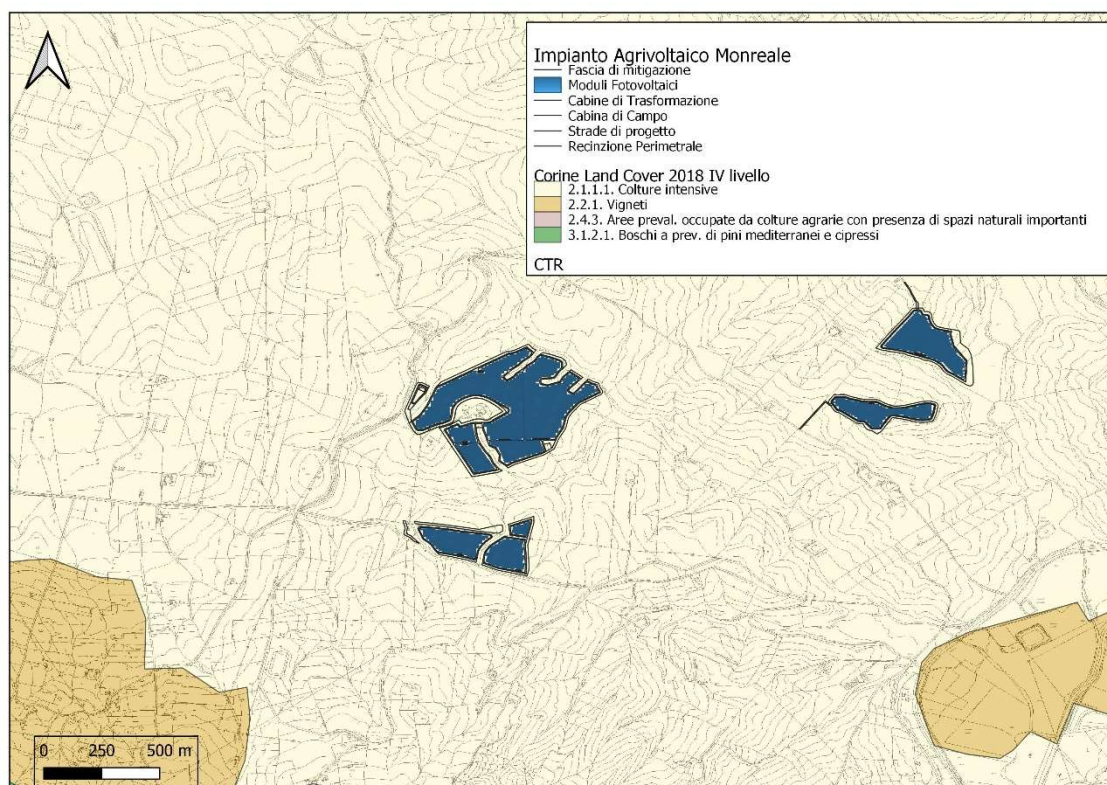 Impianto Agrivoltaico Monreale
Fascia di mitigazione
Moduli Fotovoltaici
Cabine di Trasformazione
Cabina di Campo
Strade di progetto
Recinzione Perimetrale
Corine Land Cover 2018 IV livello
2.1.1.1. Colture intensive
2.2.1. Vigneti
2.4.3. Aree preval. occupate da colture agrarie con presenza di spazi naturali importanti
3.1.2.1. Boschi a prev. di pini mediterranei e cipressi
CTR
0 250 500 m